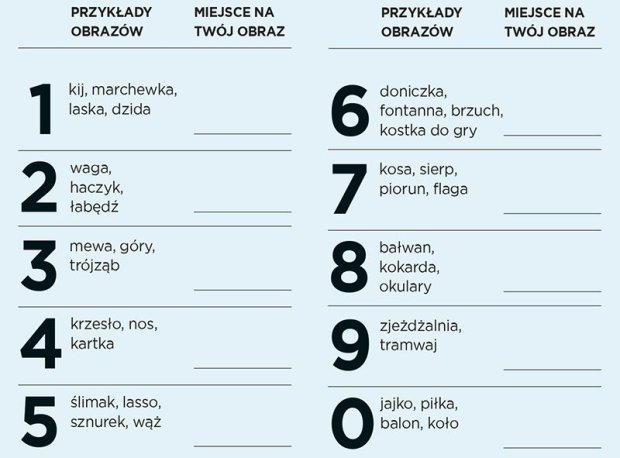 PRZYKŁADY OBRAZÓW
MIEJSCE NA TWÓJ OBRAZ
1
kij, marchewka,
laska, dzida
2
waga,
haczyk,
łabędź
3
mewa, góry,
trójząb
4
krzesło, nos,
kartka
5
ślimak, lasso,
sznurek, wąż
PRZYKŁADY OBRAZÓW
MIEJSCE NA TWÓJ OBRAZ
6
doniczka,
fontanna, brzuch,
kostka do gry
7
kosa, sierp,
piorun, flaga
8
bałwan,
kokarda,
okulary
9
zjeżdżalnia,
tramwaj
0
jajko, piłka,
balon, koło